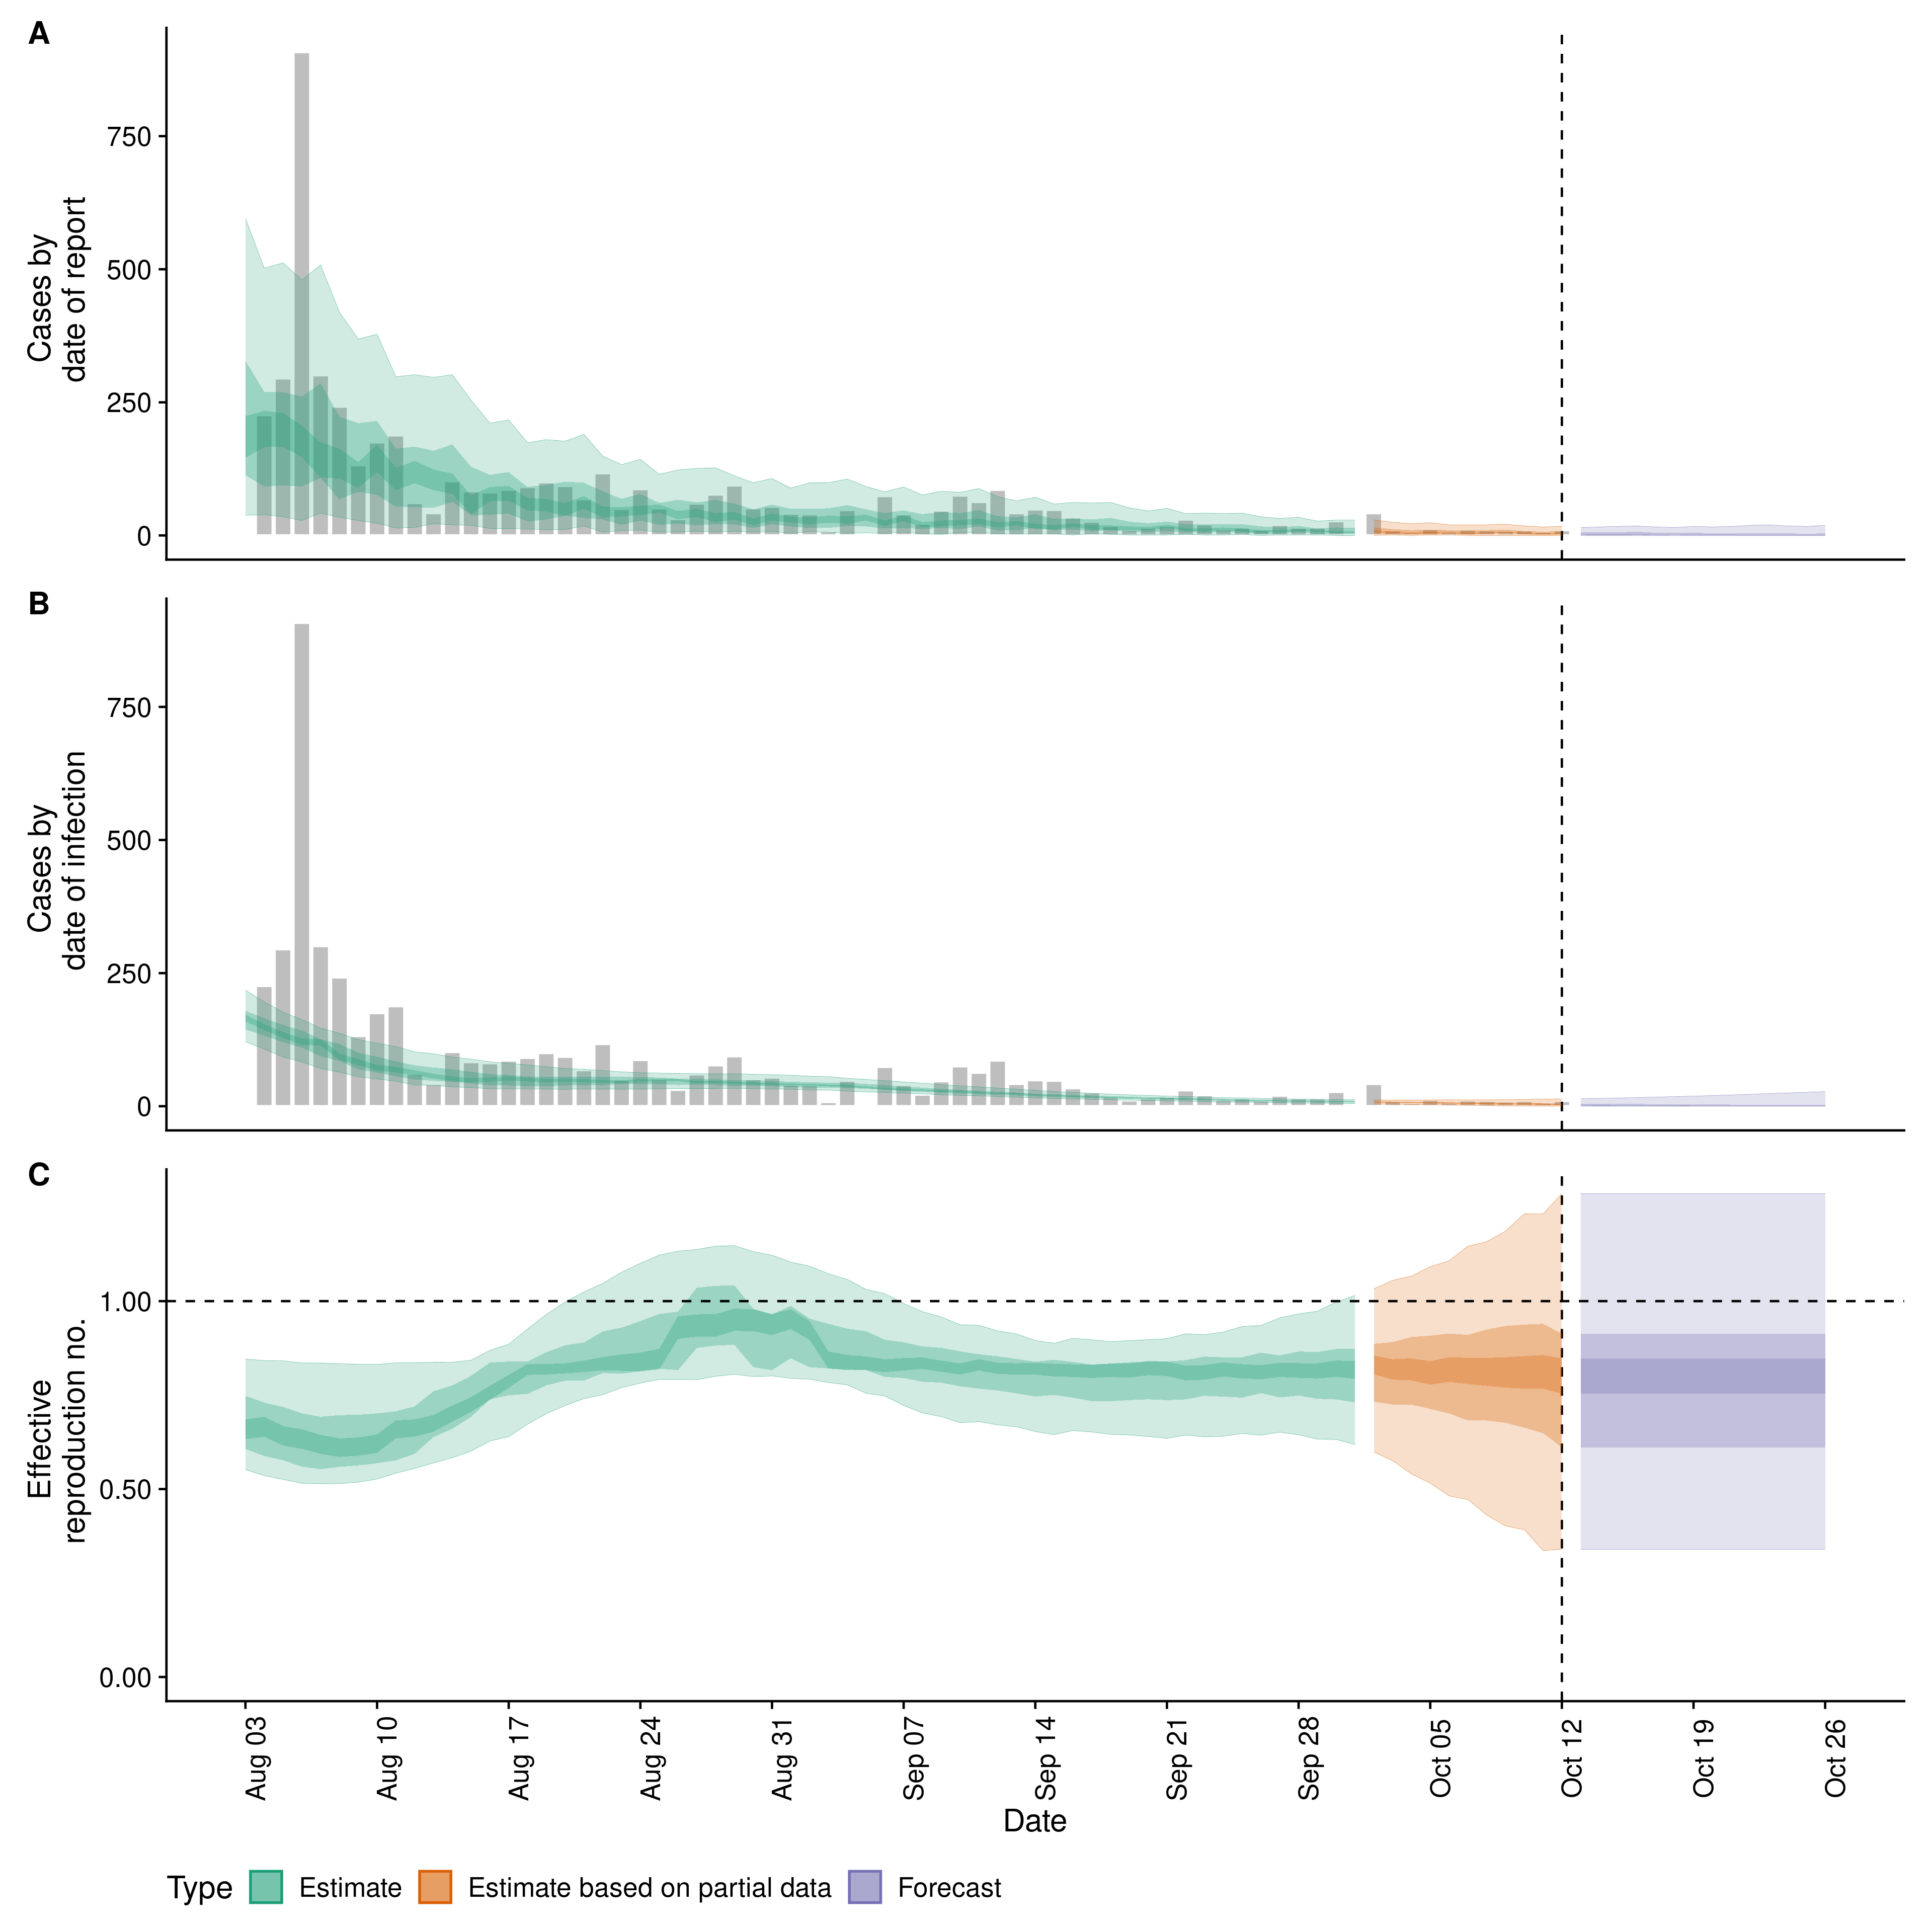 A
Cases by
date of report
750
500
250
0
B
Cases by
date of infection
750
500
250
0
C
Effective
reproduction no.
1.00
0.50
0.00
Aug 03
Aug 10
Aug 17
Aug 24
Aug 31
Sep 07
Sep 14
Sep 21
Sep 28
Oct 05
Oct 12
Oct 19
Oct 26
Date
Type Estimate Estimate based on partial data Forecast